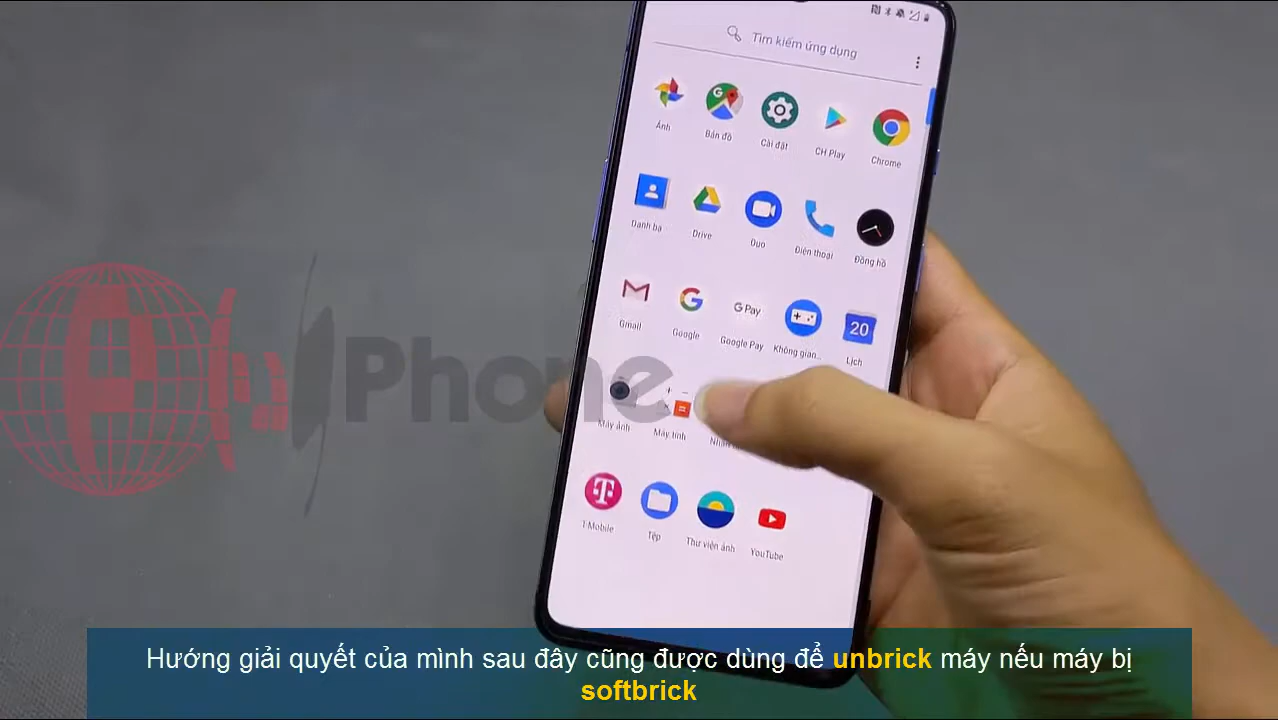 Tìm kiếm ứng dụng
Ảnh
Bản đồ
Cài đặt
CH Play
Chrome
Danh bạ
Drive
Duo
Điện thoại
Đồng hồ
Gmail
Google
G Pay
Google Pay
Không gian...
20
Lịch
Phone
Máy ảnh
Máy tính
T
T-Mobile
Tệp
Thư viện ảnh
YouTube
Hướng giải quyết của mình sau đây cũng được dùng để unbrick máy nếu máy bị
softbrick